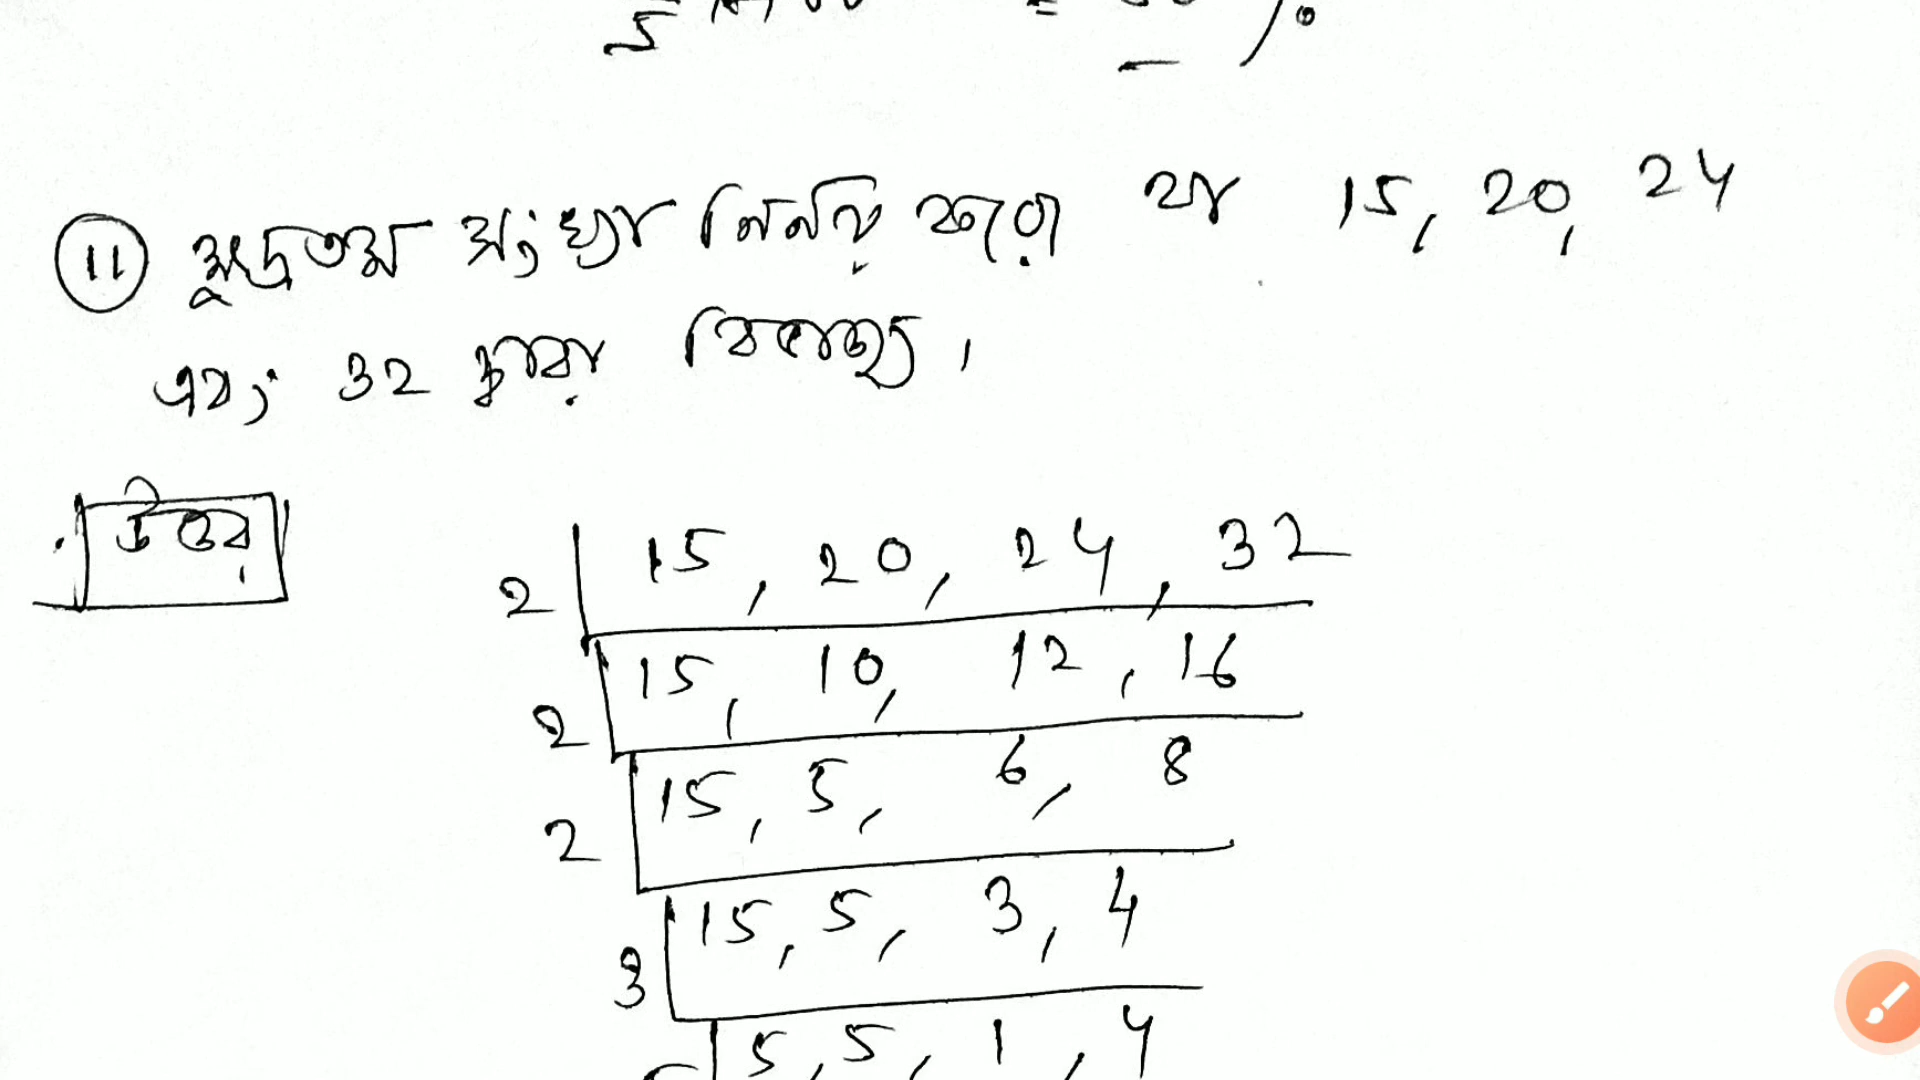 11 ক্ষুদ্রতম সংখ্যা নির্নয় করো যা 15, 20, 24
এবং 32 দ্বারা বিভাজ্য।
উত্তর
2 15, 20, 24, 32
2 15, 10, 12, 16
2 15, 5, 6, 8
3 15, 5, 3, 4
5, 5, 1, 4